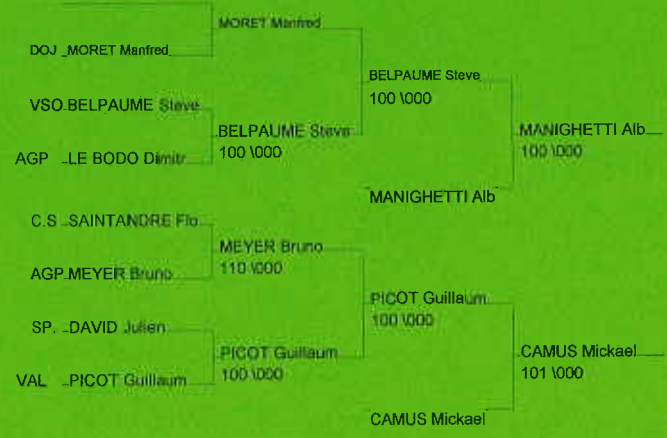 MORET Manfred
DOJ MORET Manfred
BELPAUME Steve
100 \000
VSO BELPAUME Steve
BELPAUME Steve
100 \000
MANIGHETTI Alb
100 \000
AGP LE BODO Dimitr
MANIGHETTI Alb
C.S SAINTANDRE Flo
MEYER Bruno
110 \000
AGP MEYER Bruno
PICOT Guillaum
100 \000
SP. DAVID Julien
PICOT Guillaum
100 \000
CAMUS Mickael
101 \000
VAL PICOT Guillaum
CAMUS Mickael